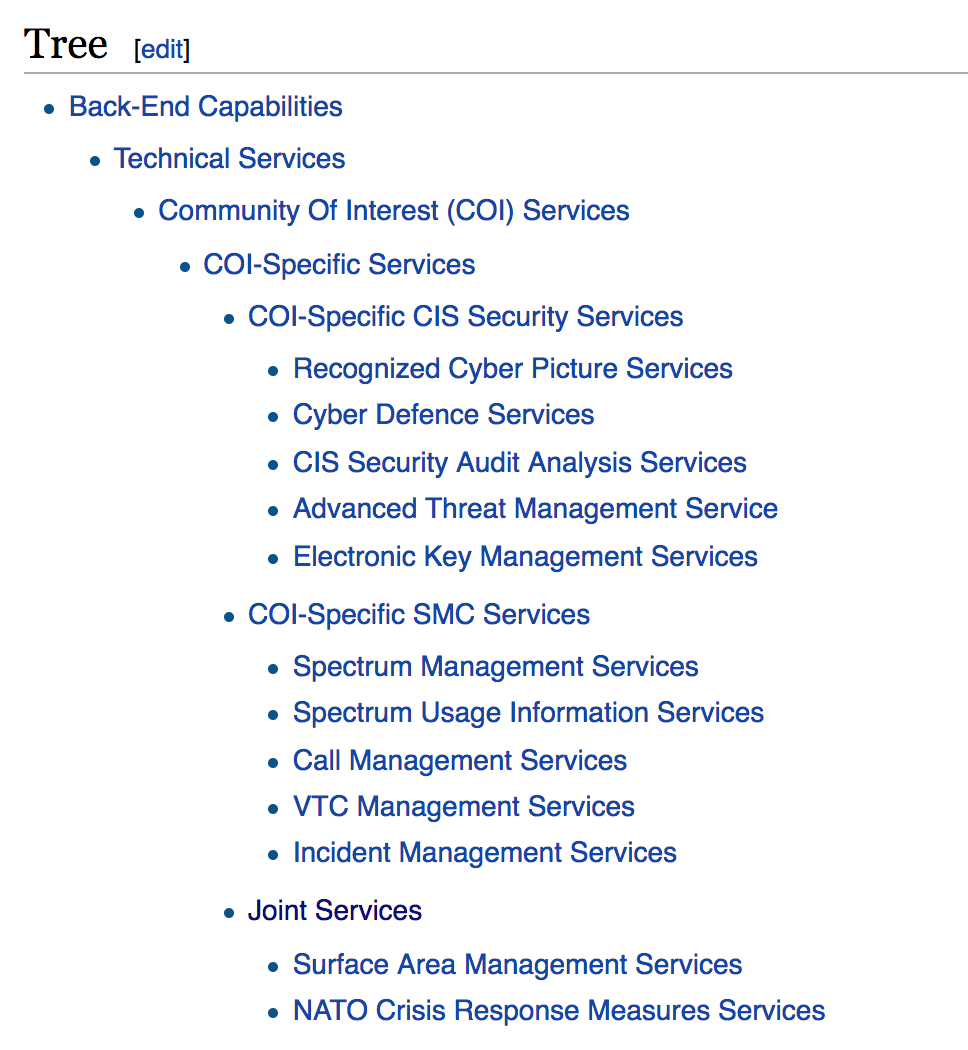 Tree [edit]
Back-End Capabilities
Technical Services
Community Of Interest (COI) Services
COI-Specific Services
COI-Specific CIS Security Services
Recognized Cyber Picture Services
Cyber Defence Services
CIS Security Audit Analysis Services
Advanced Threat Management Service
Electronic Key Management Services
COI-Specific SMC Services
Spectrum Management Services
Spectrum Usage Information Services
Call Management Services
VTC Management Services
Incident Management Services
Joint Services
Surface Area Management Services
NATO Crisis Response Measures Services